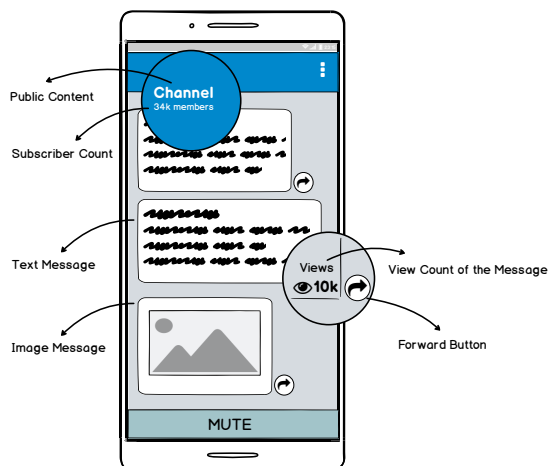 Channel
34k members
Public Content
Subscriber Count
Text Message
Views
10k
View Count of the Message
Image Message
Forward Button
MUTE